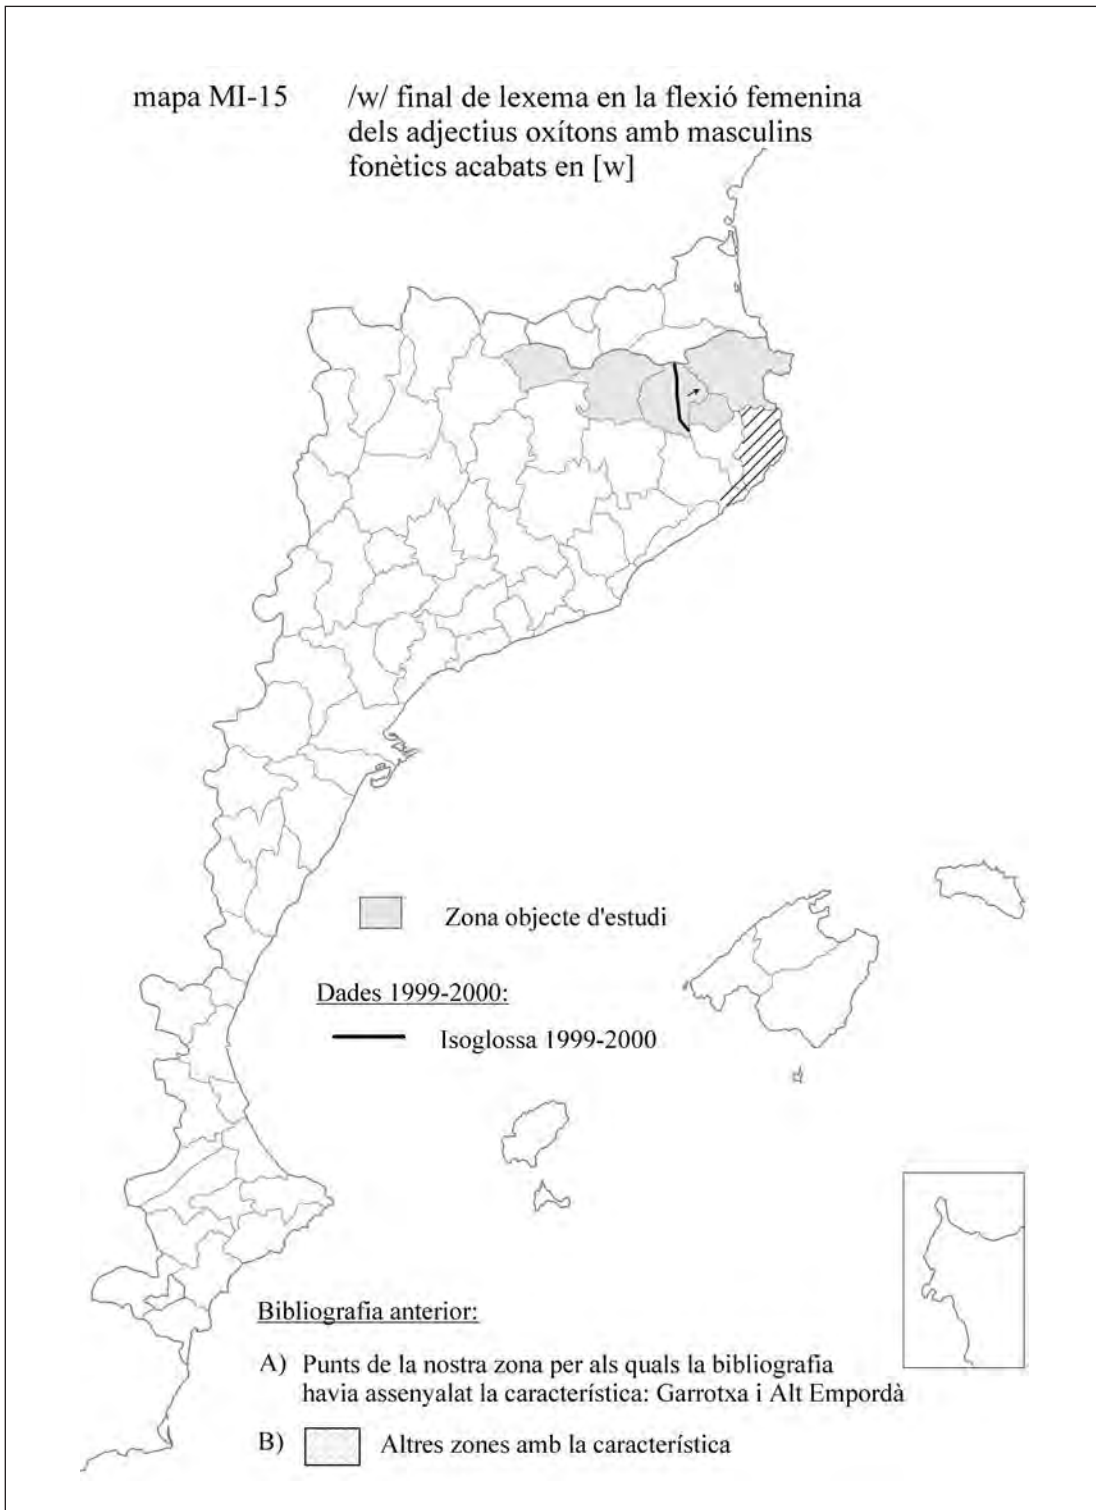 mapa MI-15
/w/ final de lexema en la flexió femenina
dels adjectius oxítons amb masculins
fonètics acabats en [w]
Zona objecte d'estudi
Dades 1999-2000:
Isoglossa 1999-2000
Bibliografia anterior:
A) Punts de la nostra zona per als quals la bibliografia
havia assenyalat la característica: Garrotxa i Alt Empordà
B) Altres zones amb la característica